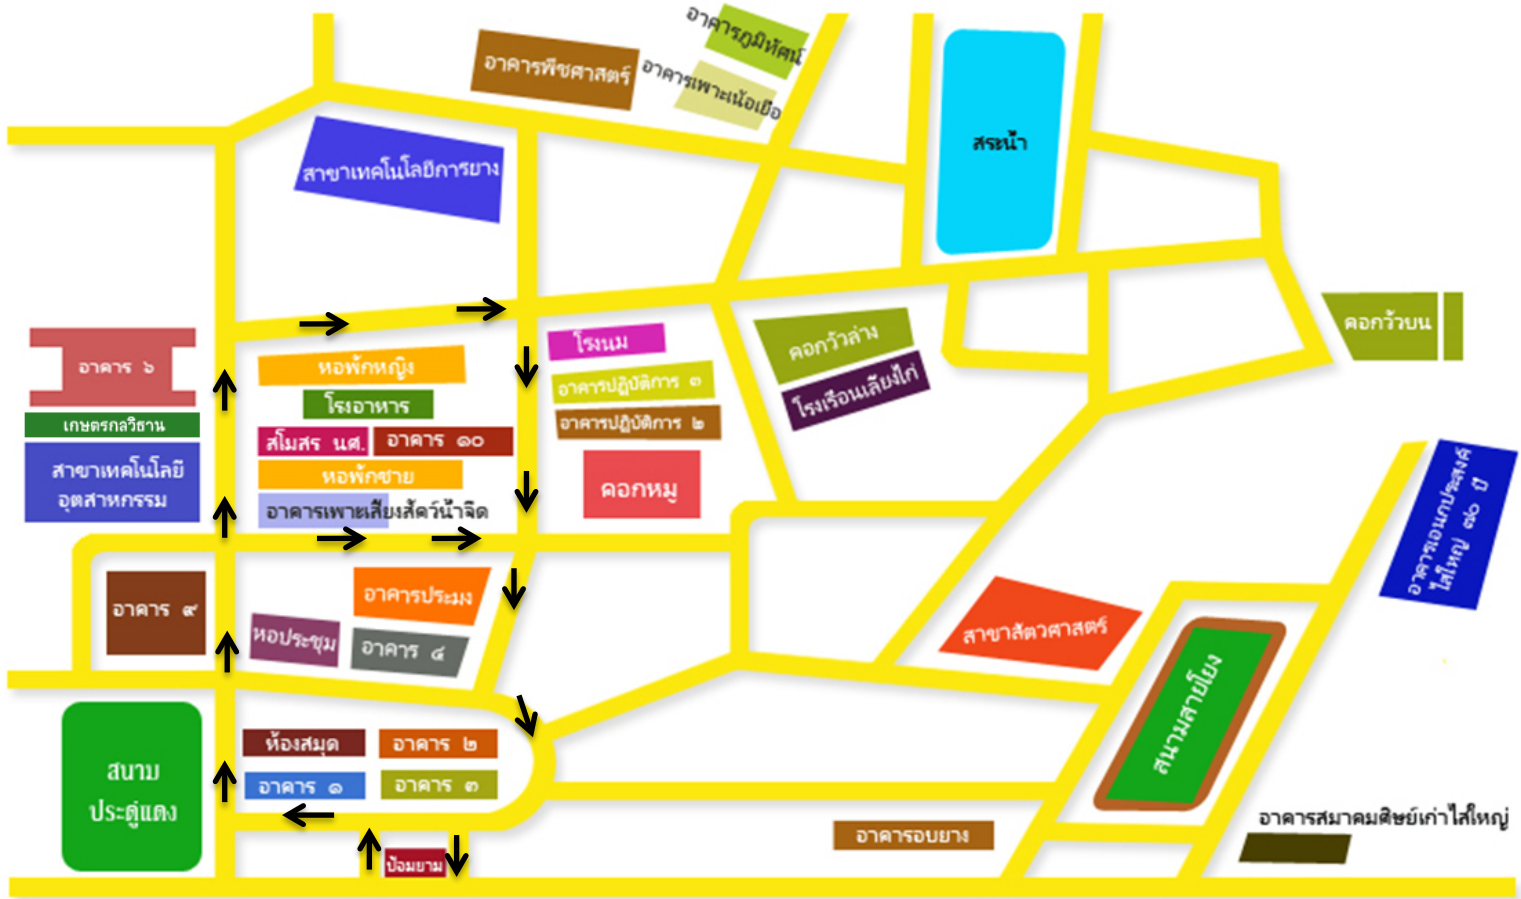 อาคารภูมิทัศน์
อาคารพืชศาสตร์
อาคารเพาะเนื้อเยื่อ
สระน้ำ
สาขาเทคโนโลยีการยาง
คอกวัวบน
โรงนม
คอกวัวล่าง
อาคาร ๖
หอพักหญิง
อาคารปฏิบัติการ ๓
โรงเรือนเลี้ยงไก่
โรงอาหาร
เกษตรกลวิธาน
อาคารปฏิบัติการ ๒
สโมสร นศ.
อาคาร ๑๐
สาขาเทคโนโลยี
อุตสาหกรรม
หอพักชาย
คอกหมู
อาคารเพาะเลี้ยงสัตว์น้ำจืด
อาคารเอนกประสงค์
ไสใหญ่ ๗๐ ปี
อาคาร ๙
อาคารประมง
หอประชุม
อาคาร ๔
สาขาสัตวศาสตร์
สนามสายโยง
ห้องสมุด
อาคาร ๒
สนาม
ประดู่แดง
อาคาร ๑
อาคาร ๓
อาคารสมาคมศิษย์เก่าไสใหญ่
อาคารอบยาง
ป้อมยาม